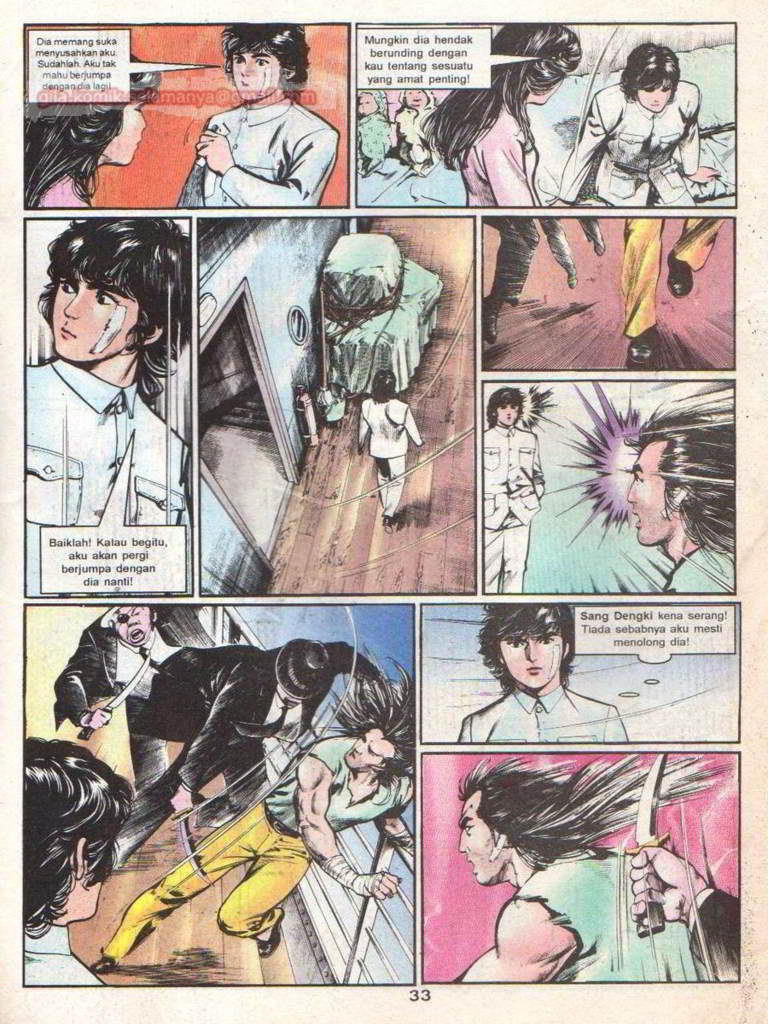 Dia memang suka
menyusahkan aku.
Sudahlah. Aku tak
mahu berjumpa
dengan dia lagi!
Mungkin dia hendak
berunding dengan
kau tentang sesuatu
yang amat penting!
Baiklah! Kalau begitu,
aku akan pergi
berjumpa dengan
dia nanti!
Sang Dengki kena serang!
Tiada sebabnya aku mesti
menolong dia!
33